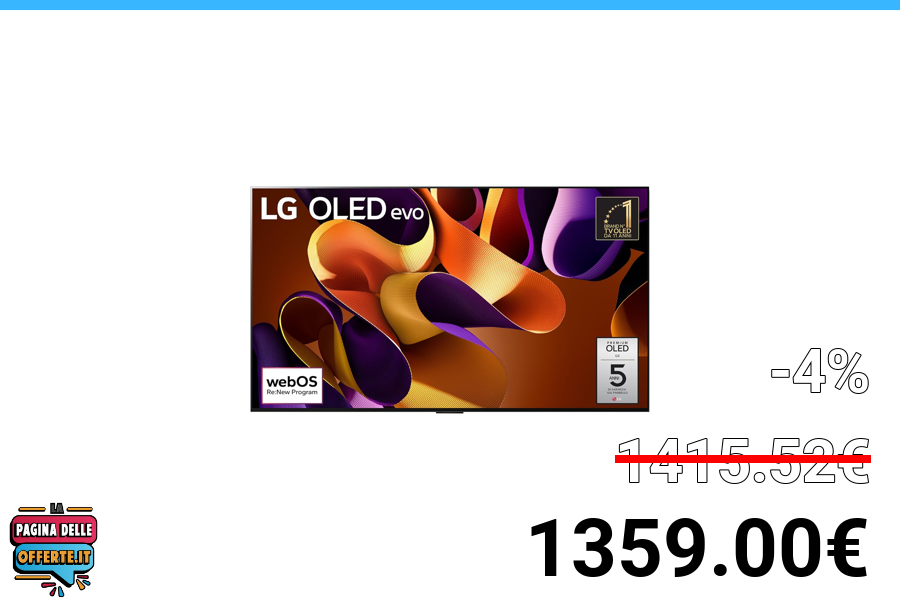 LG OLED evo
BRAND N°1
TV OLED
DA 11 ANNI
PREMIUM
OLED
5
ANNI
webOS
Re:New Program
-4%
1415.52€
1359.00€
LA
PAGINA DELLE
OFFERTE.IT